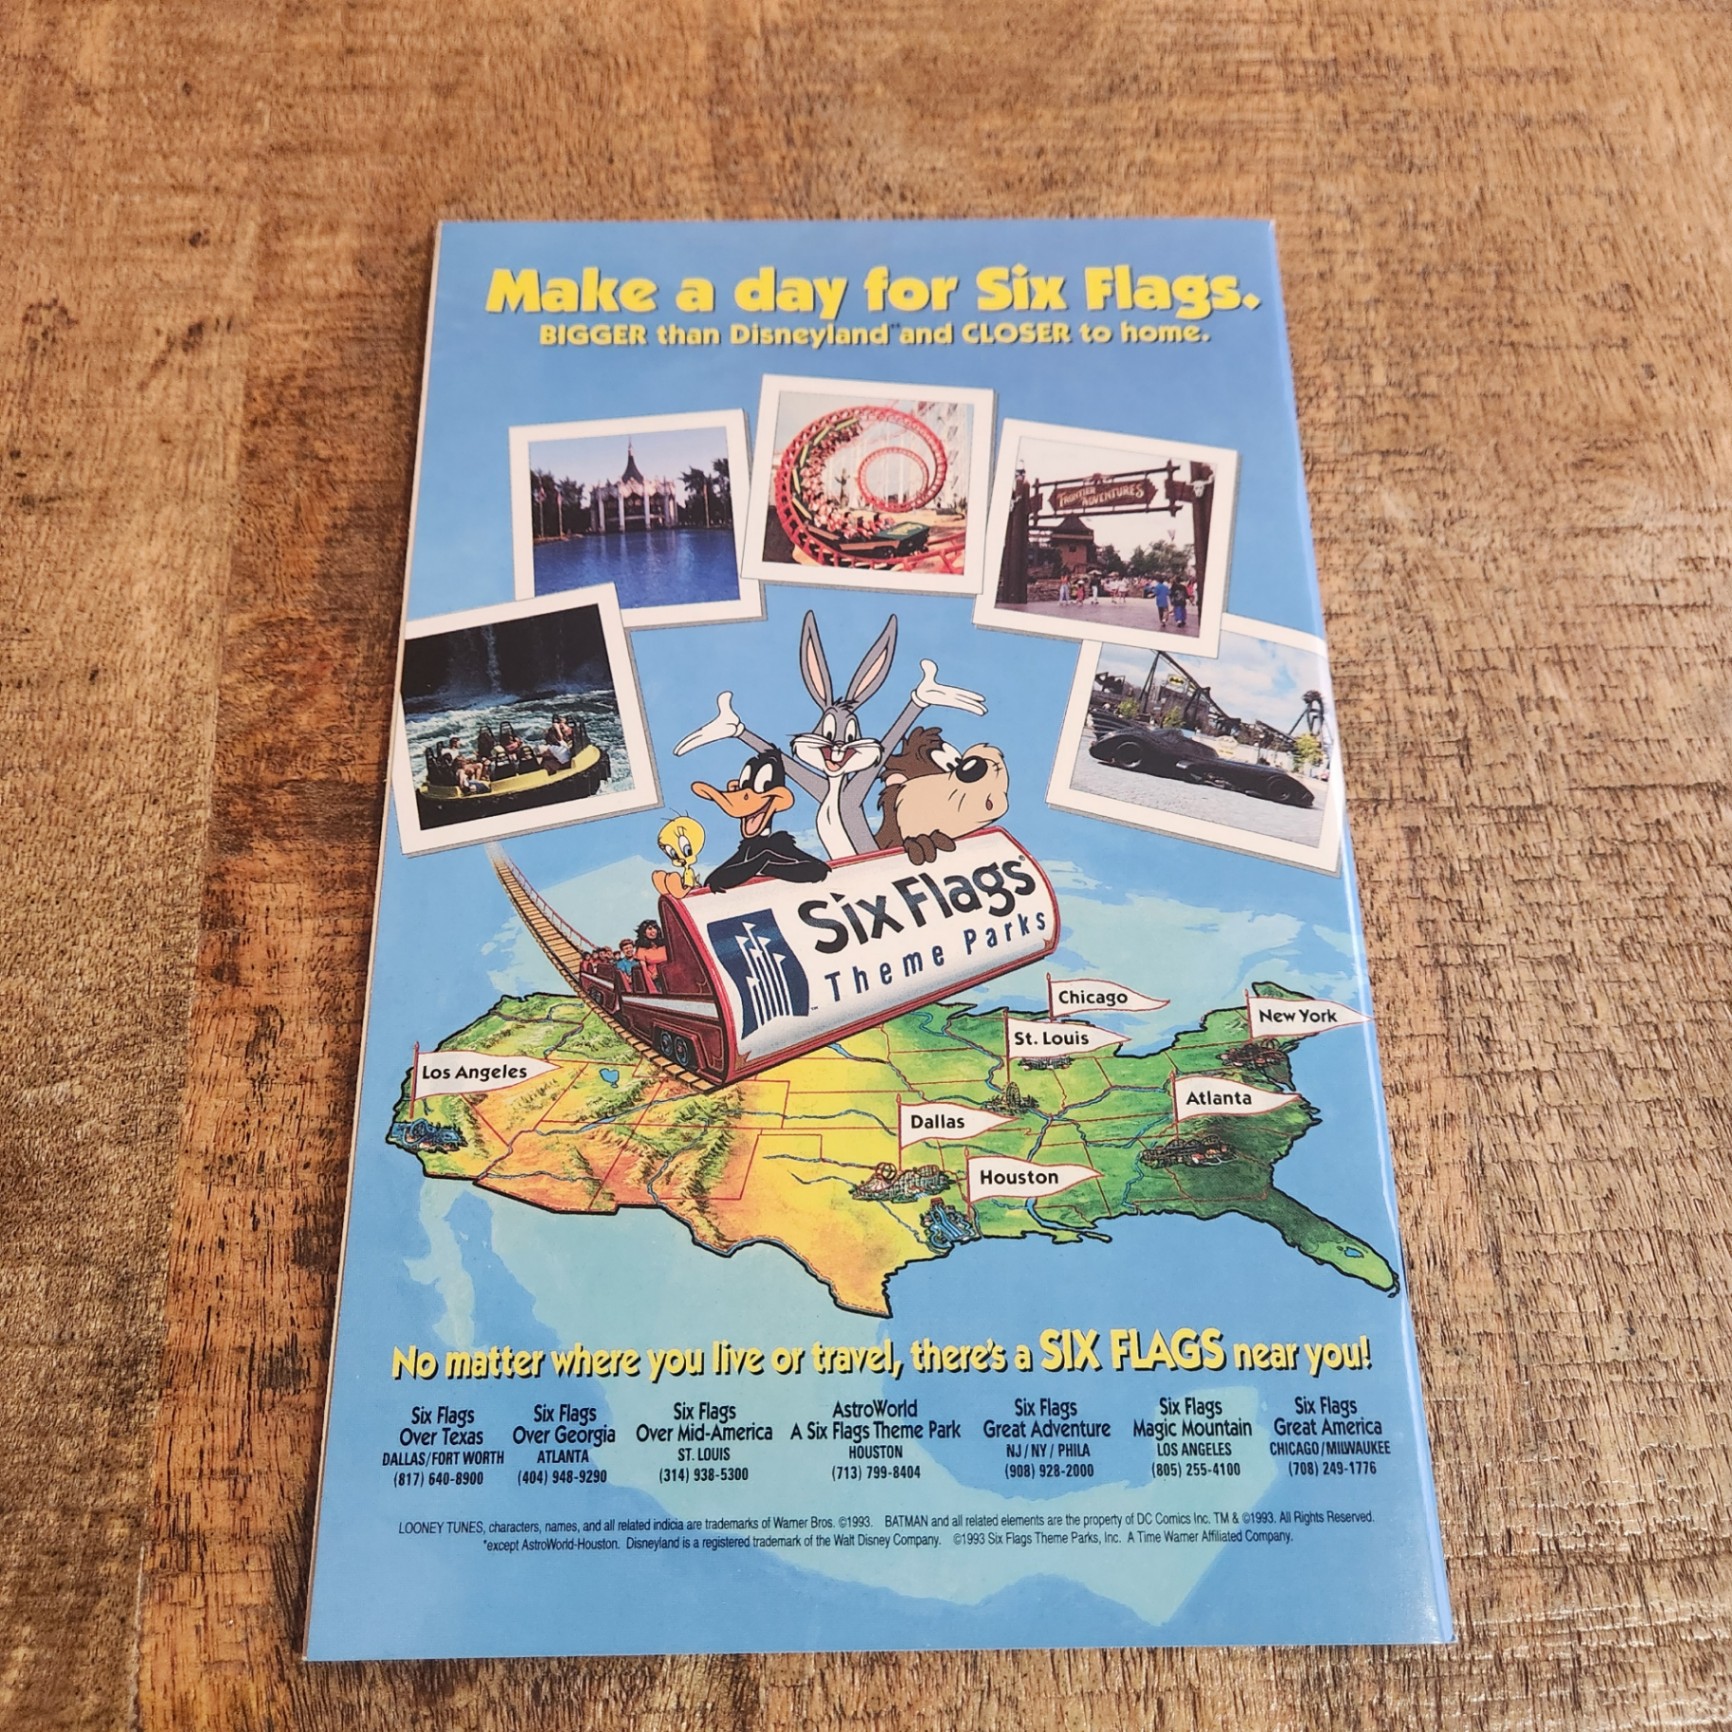 Make a day for Six Flags.
BIGGER than Disneyland and CLOSER to home.
FRONTIER
ADVENTURES
Six Flags®
Theme Parks
Chicago
New York
St. Louis
Los Angeles
Atlanta
Dallas
Houston
No matter where you live or travel, there's a SIX FLAGS near you!
Six Flags
Over Texas
DALLAS/FORT WORTH
(817) 640-8900
Six Flags
Over Georgia
ATLANTA
(404) 948-9290
Six Flags
Over Mid-America
ST. LOUIS
(314) 938-5300
AstroWorld
A Six Flags Theme Park
HOUSTON
(713) 799-8404
Six Flags
Great Adventure
NJ / NY / PHILA
(908) 928-2000
Six Flags
Magic Mountain
LOS ANGELES
(805) 255-4100
Six Flags
Great America
CHICAGO/MILWAUKEE
(708) 249-1776
LOONEY TUNES, characters, names, and all related indicia are trademarks of Warner Bros. ©1993. BATMAN and all related elements are the property of DC Comics Inc. TM & ©1993. All Rights Reserved.
*except AstroWorld-Houston. Disneyland is a registered trademark of the Walt Disney Company. ©1993 Six Flags Theme Parks, Inc. A Time Warner Affiliated Company.